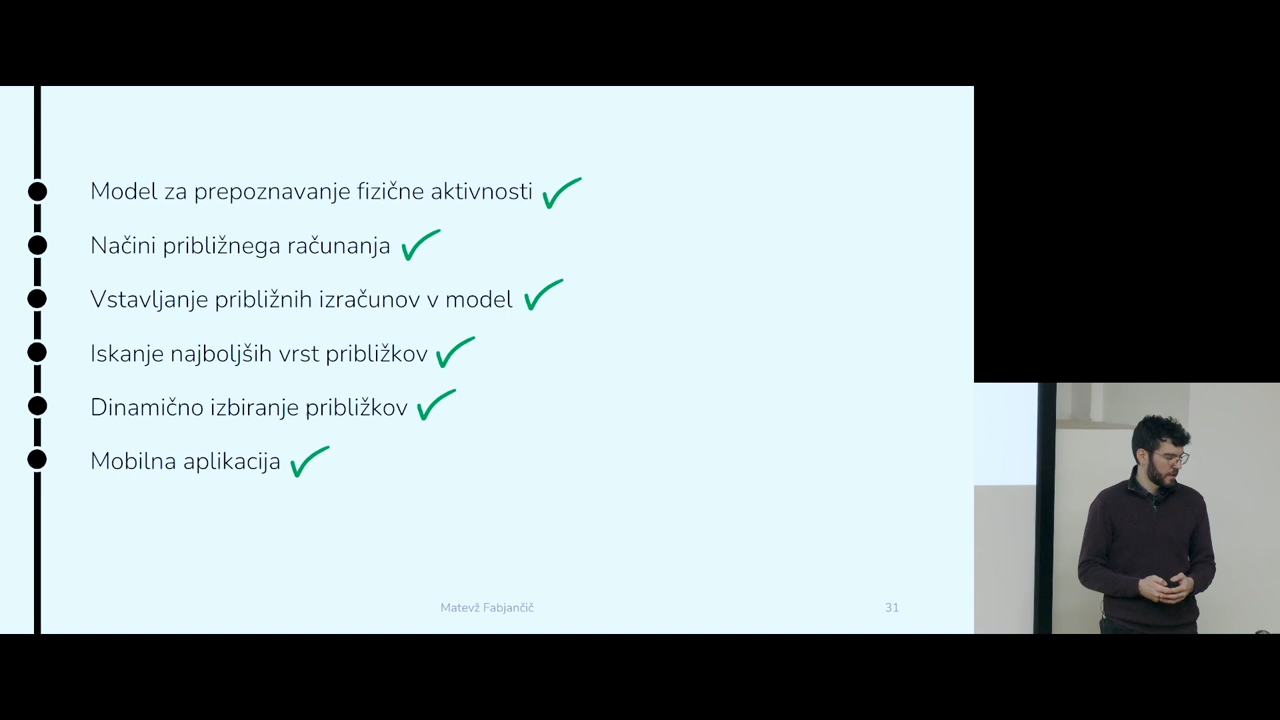 Model za prepoznavanje fizične aktivnosti
Načini približnega računanja
Vstavljanje približnih izračunov v model
Iskanje najboljših vrst približkov
Dinamično izbiranje približkov
Mobilna aplikacija
Matevž Fabjančič
31